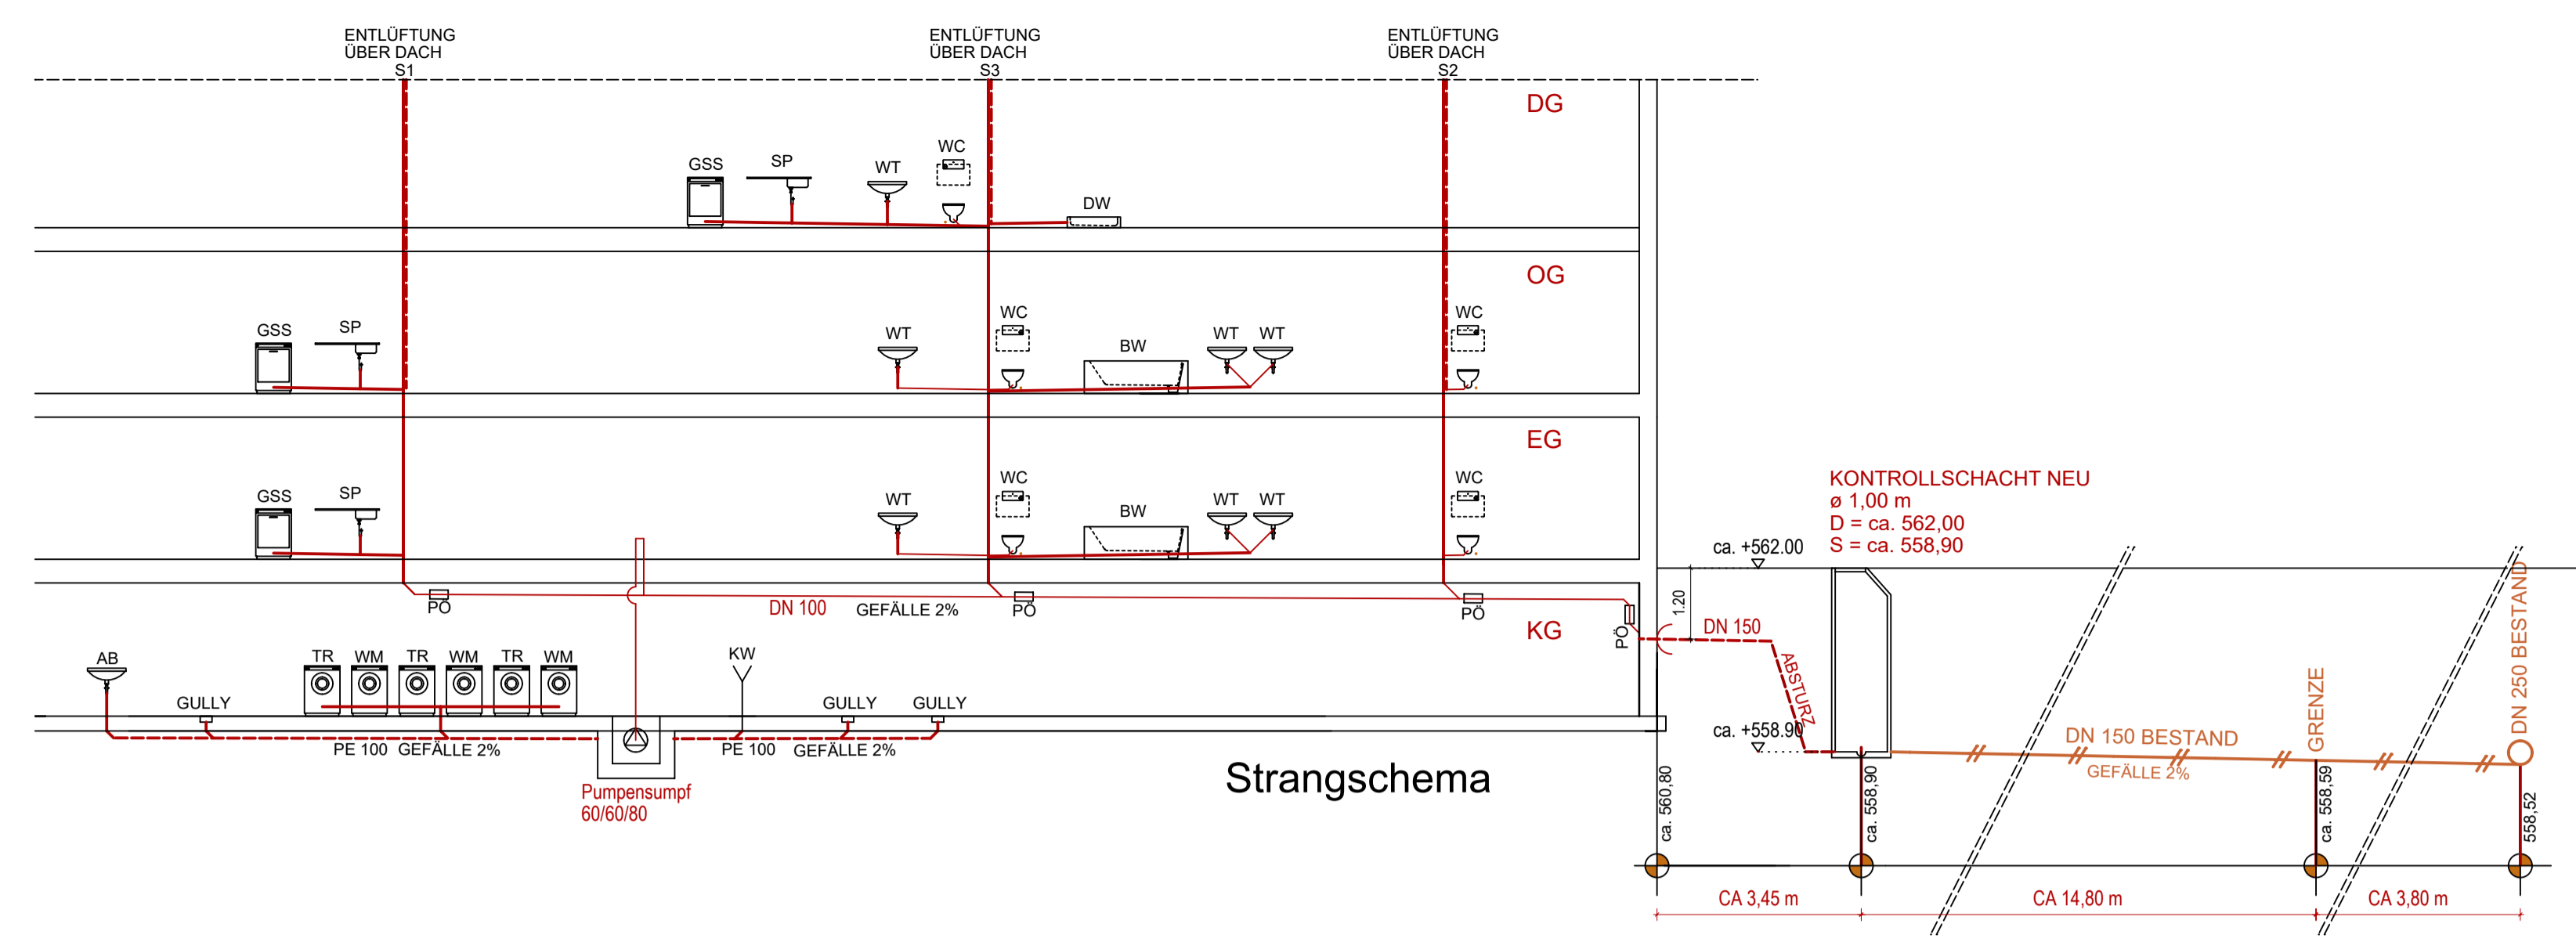 ENTLÜFTUNG
ÜBER DACH
S1
ENTLÜFTUNG
ÜBER DACH
S3
ENTLÜFTUNG
ÜBER DACH
S2
DG
GSS
SP
WT
WC
DW
OG
GSS
SP
WT
WC
BW
WT
WT
WC
EG
GSS
SP
WT
WC
BW
WT
WT
WC
KONTROLLSCHACHT NEU
ø 1,00 m
D = ca. 562,00
S = ca. 558,90
ca. +562.00
1.20
PÖ
DN 100
GEFÄLLE 2%
PÖ
PÖ
PÖ
KG
DN 150
ABSTURZ
AB
GULLY
TR
WM
TR
WM
TR
WM
KW
GULLY
GULLY
ca. +558.90
PE 100 GEFÄLLE 2%
PE 100
GEFÄLLE 2%
Pumpensumpf
60/60/80
Strangschema
DN 150 BESTAND
GEFÄLLE 2%
GRENZE
DN 250 BESTAND
ca. 560,80
ca. 558,90
ca. 558,59
558,52
CA 3,45 m
CA 14,80 m
CA 3,80 m